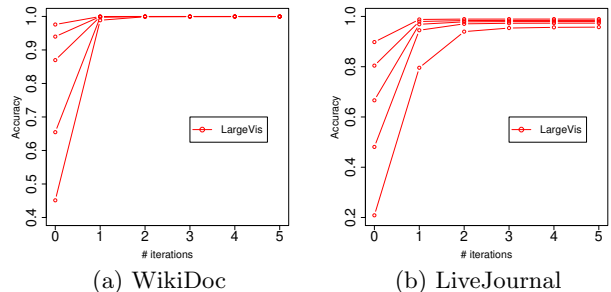 1.0
0.9
0.8
0.7
0.6
0.5
0.4
Accuracy
LargeVis
0 1 2 3 4 5
# iterations
(a) WikiDoc
1.0
0.8
0.6
0.4
0.2
Accuracy
LargeVis
0 1 2 3 4 5
# iterations
(b) LiveJournal